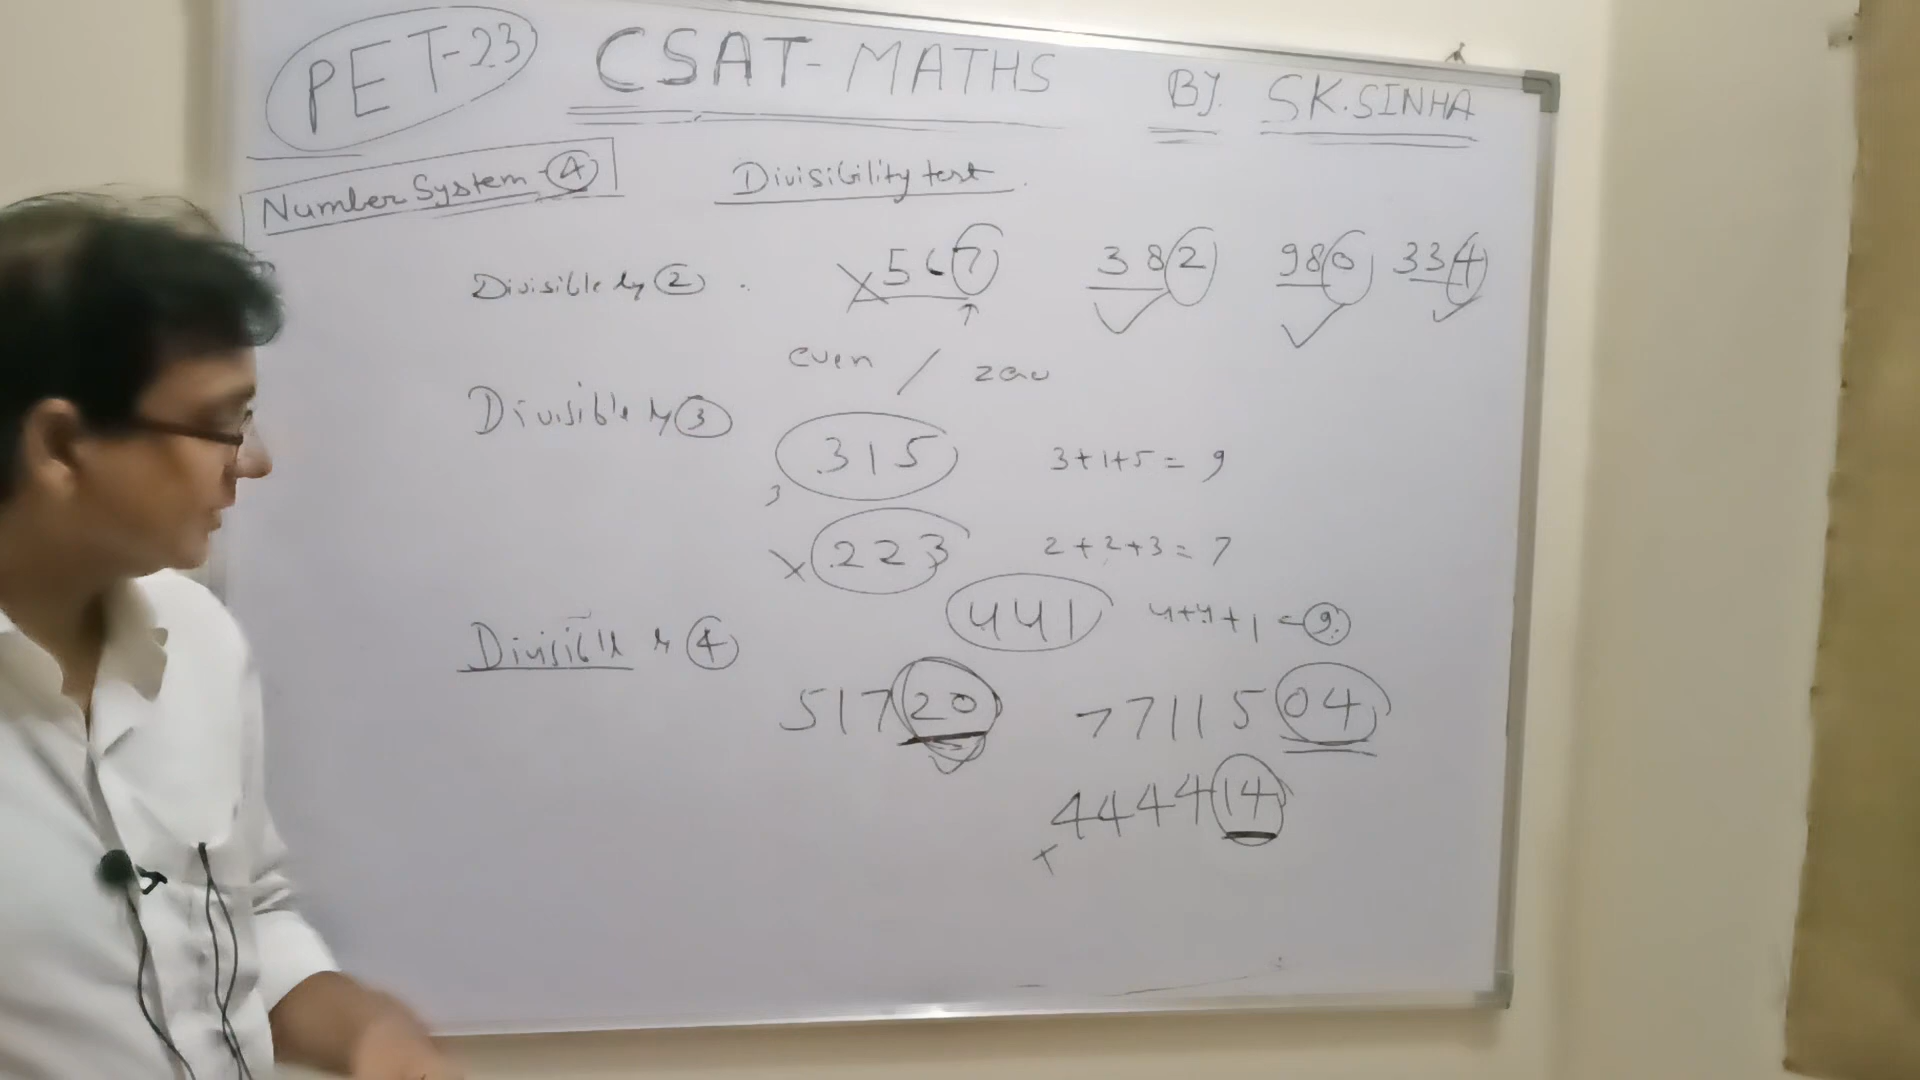 PET-23 CSAT-MATHS BY. SK.SINHA
Number System-4 Divisibility test.
Divisible by 2. 567 382 980 334
even / zero
Divisible by 3
315 3+1+5=9
3
223 2+2+3=7
441 4+4+1=9
Divisible by 4
51720 7711504
444414